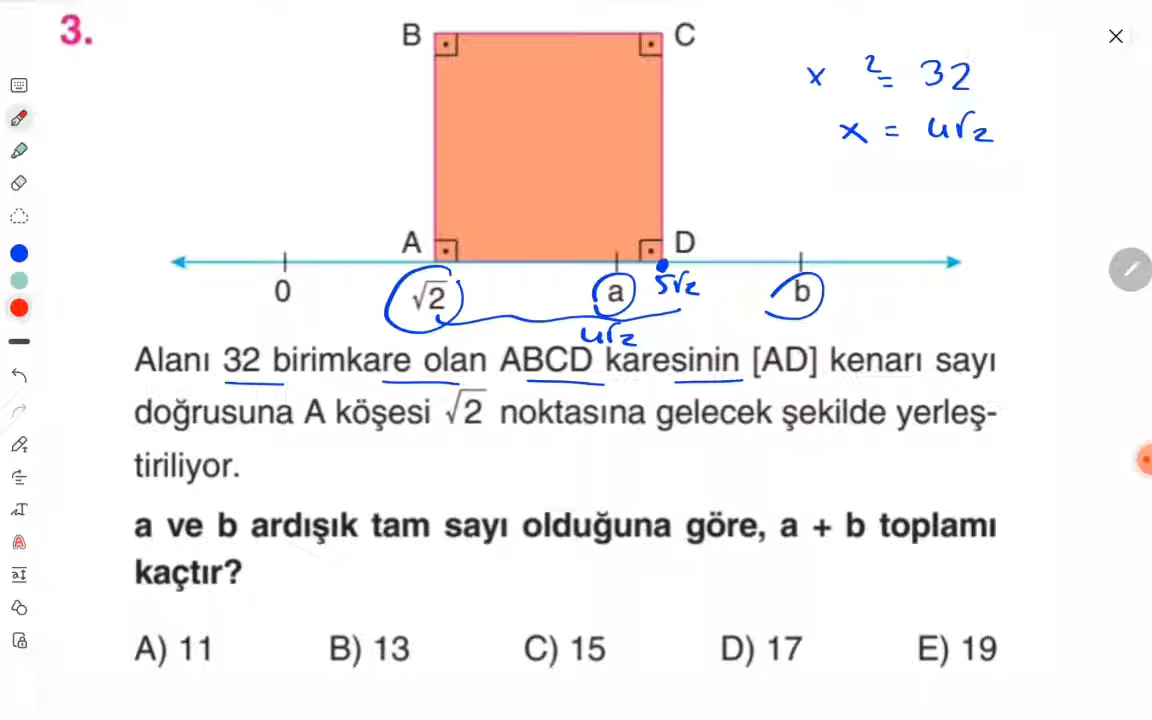 3.
B
C
x ² = 32
x = 4√2
A
D
0
√2
a
5√2
b
4√2
Alanı 32 birimkare olan ABCD karesinin [AD] kenarı sayı
doğrusuna A köşesi √2 noktasına gelecek şekilde yerleş-
tiriliyor.
a ve b ardışık tam sayı olduğuna göre, a + b toplamı
kaçtır?
A) 11 B) 13 C) 15 D) 17 E) 19